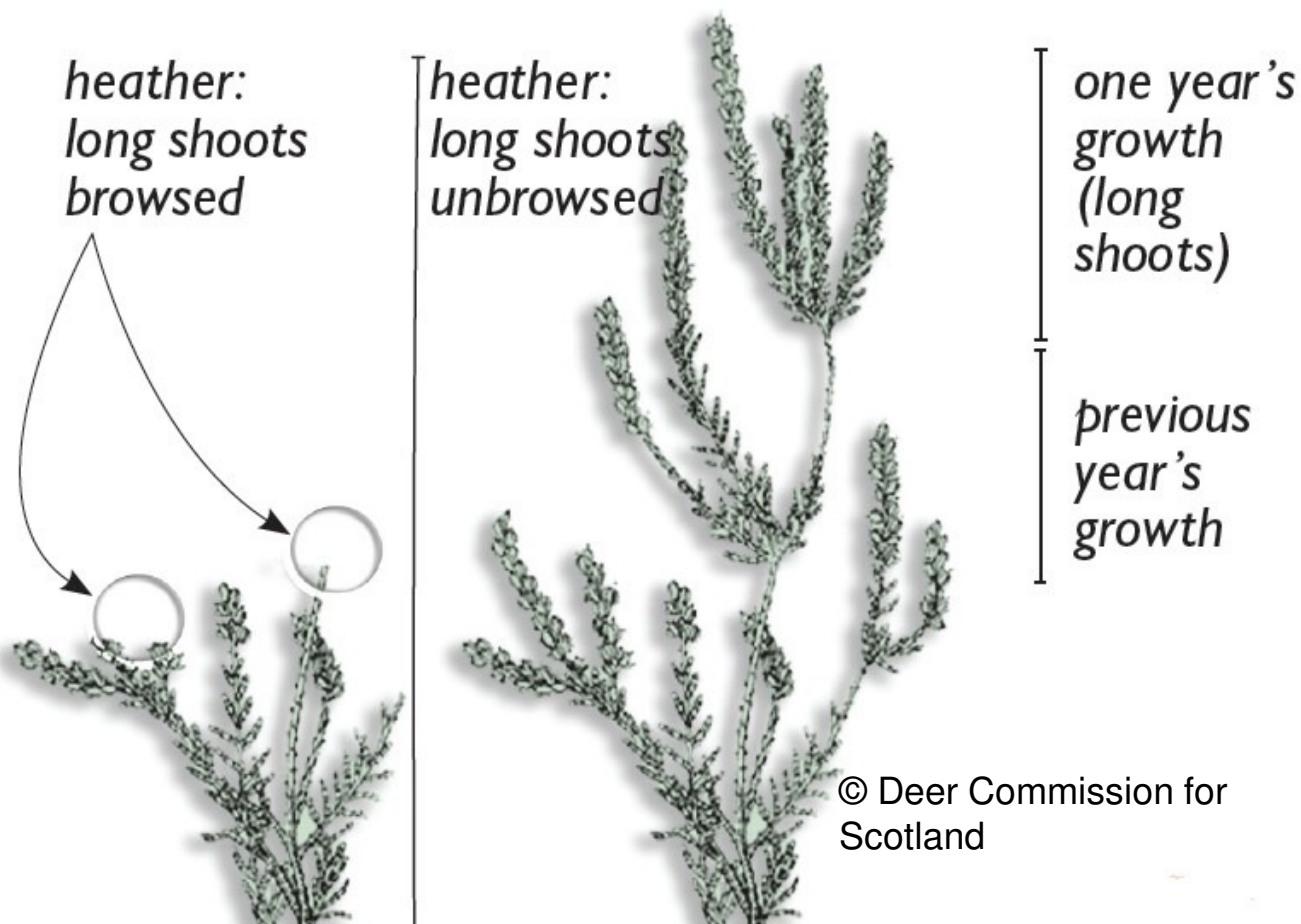 heather:
long shoots
browsed
heather:
long shoots
unbrowsed
one year's
growth
(long
shoots)
previous
year's
growth
© Deer Commission for
Scotland